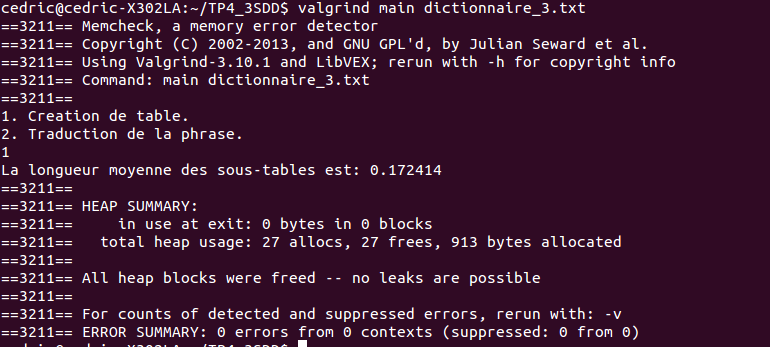 cedric@cedric-X302LA:~/TP4_3SDD$ valgrind main dictionnaire_3.txt
==3211== Memcheck, a memory error detector
==3211== Copyright (C) 2002-2013, and GNU GPL'd, by Julian Seward et al.
==3211== Using Valgrind-3.10.1 and LibVEX; rerun with -h for copyright info
==3211== Command: main dictionnaire_3.txt
==3211==
1. Creation de table.
2. Traduction de la phrase.
1
La longueur moyenne des sous-tables est: 0.172414
==3211==
==3211== HEAP SUMMARY:
==3211==     in use at exit: 0 bytes in 0 blocks
==3211==   total heap usage: 27 allocs, 27 frees, 913 bytes allocated
==3211==
==3211== All heap blocks were freed -- no leaks are possible
==3211==
==3211== For counts of detected and suppressed errors, rerun with: -v
==3211== ERROR SUMMARY: 0 errors from 0 contexts (suppressed: 0 from 0)
cedric@cedric-X302LA:~/TP4_3SDD$